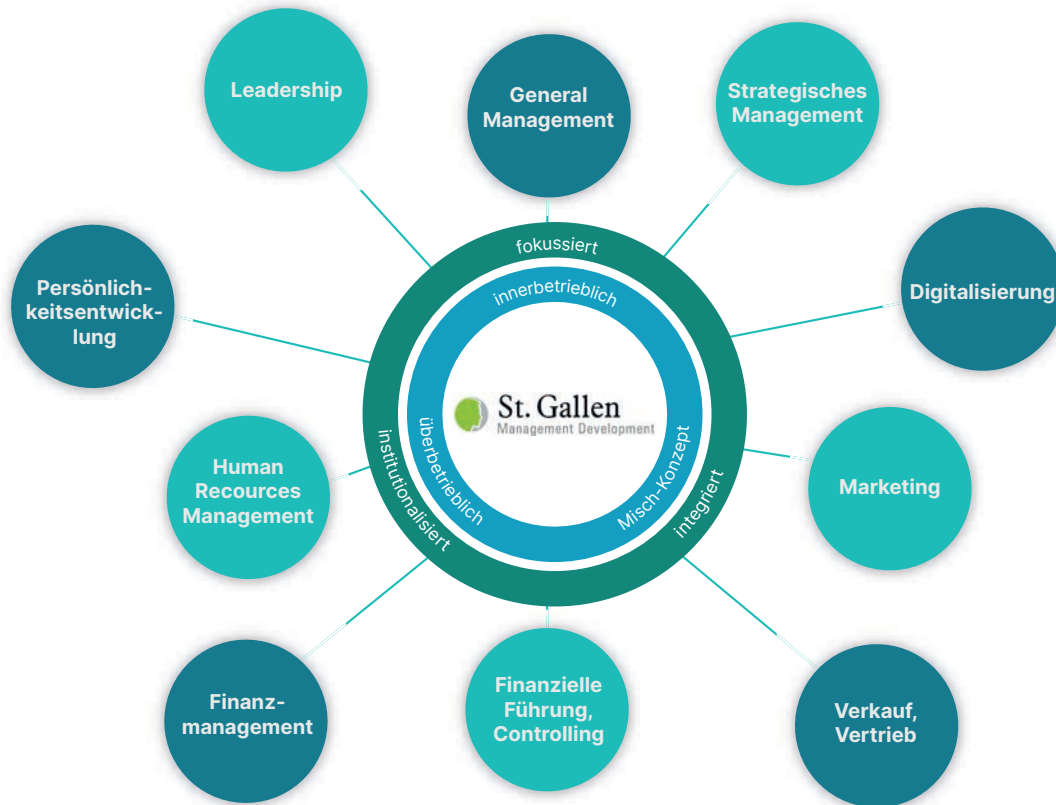 Leadership
General
Management
Strategisches
Management
Persönlich-
keitsentwick-
lung
Digitalisierung
fokussiert
innerbetrieblich
St. Gallen
Management Development
überbetrieblich
institutionalisiert
Misch-Konzept
integriert
Human
Recources
Management
Marketing
Finanz-
management
Finanzielle
Führung,
Controlling
Verkauf,
Vertrieb